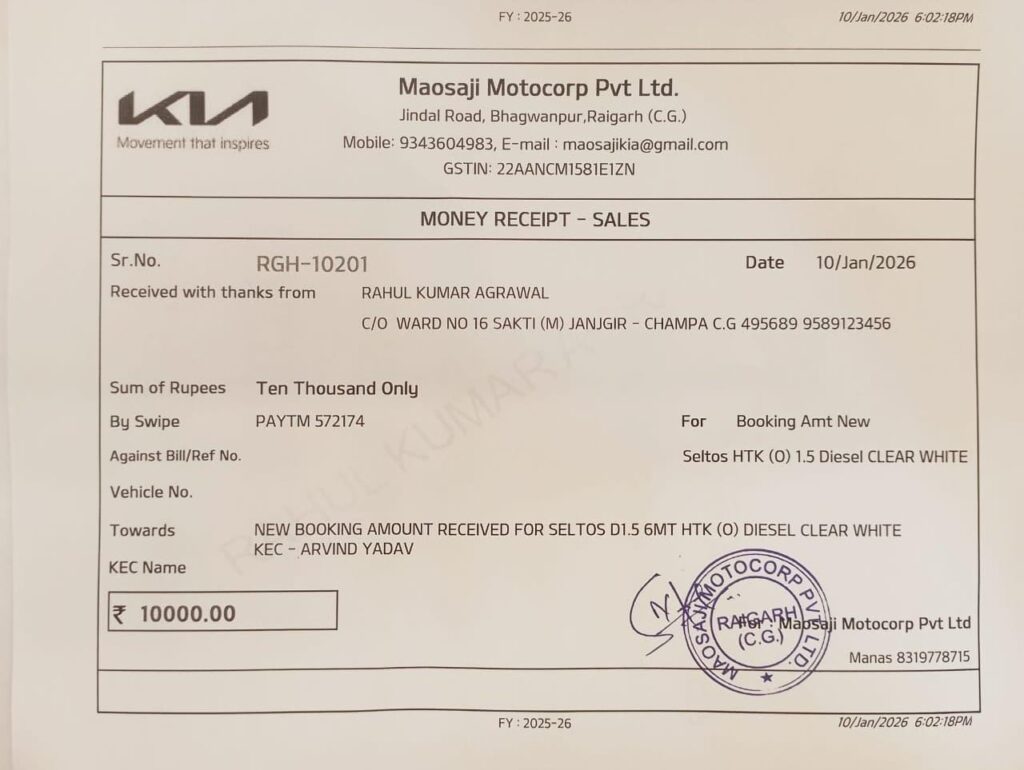 FY : 2025-26 10/Jan/2026 6:02:18PM
KIA
Movement that inspires
Maosaji Motocorp Pvt Ltd.
Jindal Road, Bhagwanpur,Raigarh (C.G.)
Mobile: 9343604983, E-mail : maosajikia@gmail.com
GSTIN: 22AANCM1581E1ZN
MONEY RECEIPT - SALES
Sr.No. RGH-10201 Date 10/Jan/2026
Received with thanks from RAHUL KUMAR AGRAWAL
C/O WARD NO 16 SAKTI (M) JANJGIR - CHAMPA C.G 495689 9589123456
Sum of Rupees Ten Thousand Only
By Swipe PAYTM 572174 For Booking Amt New
Against Bill/Ref No. Seltos HTK (O) 1.5 Diesel CLEAR WHITE
Vehicle No.
Towards NEW BOOKING AMOUNT RECEIVED FOR SELTOS D1.5 6MT HTK (O) DIESEL CLEAR WHITE
KEC - ARVIND YADAV
KEC Name
₹ 10000.00
MAOSAJI MOTOCORP PVT. LTD.
RAIGARH
(C.G.)
For : Maosaji Motocorp Pvt Ltd
Manas 8319778715
RAHUL KUMAR
FY : 2025-26 10/Jan/2026 6:02:18PM